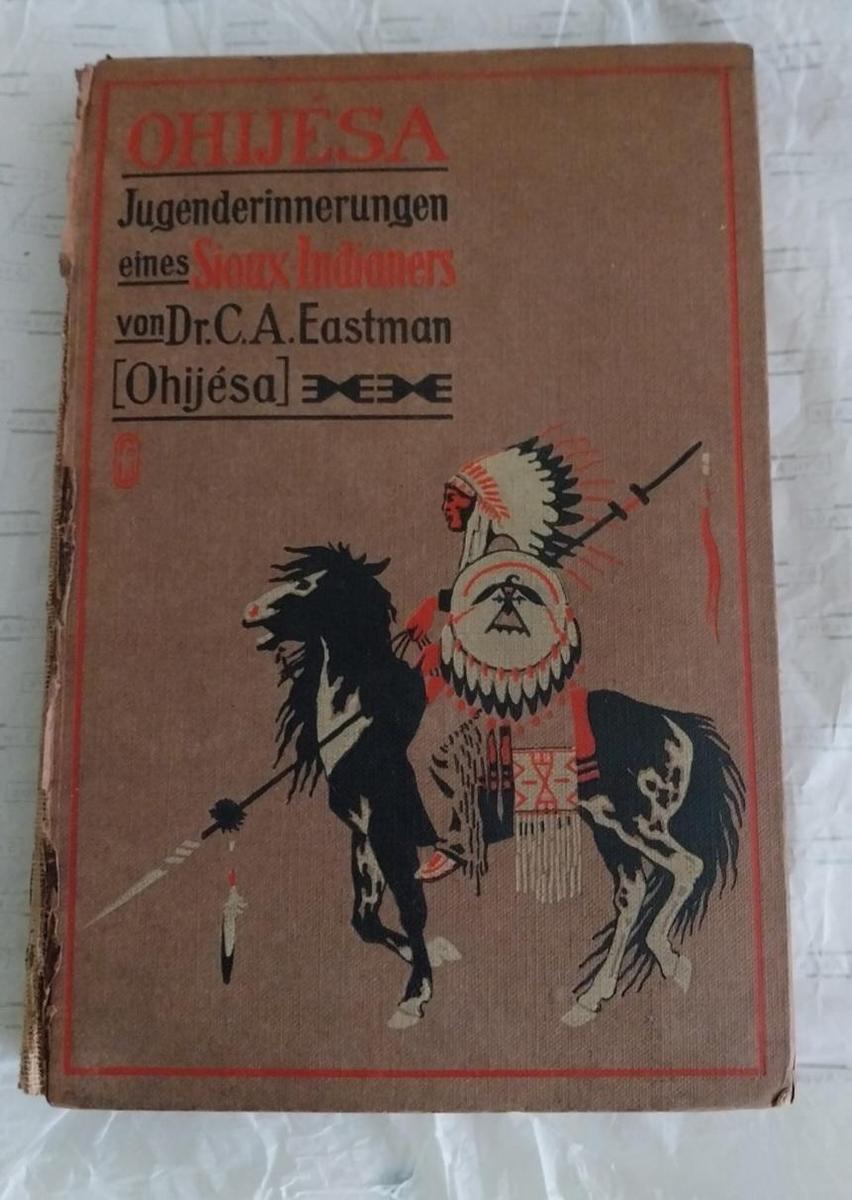 OHIJÉSA
Jugenderinnerungen
eines Sioux-Indianers
von Dr. C. A. Eastman
[Ohijésa]